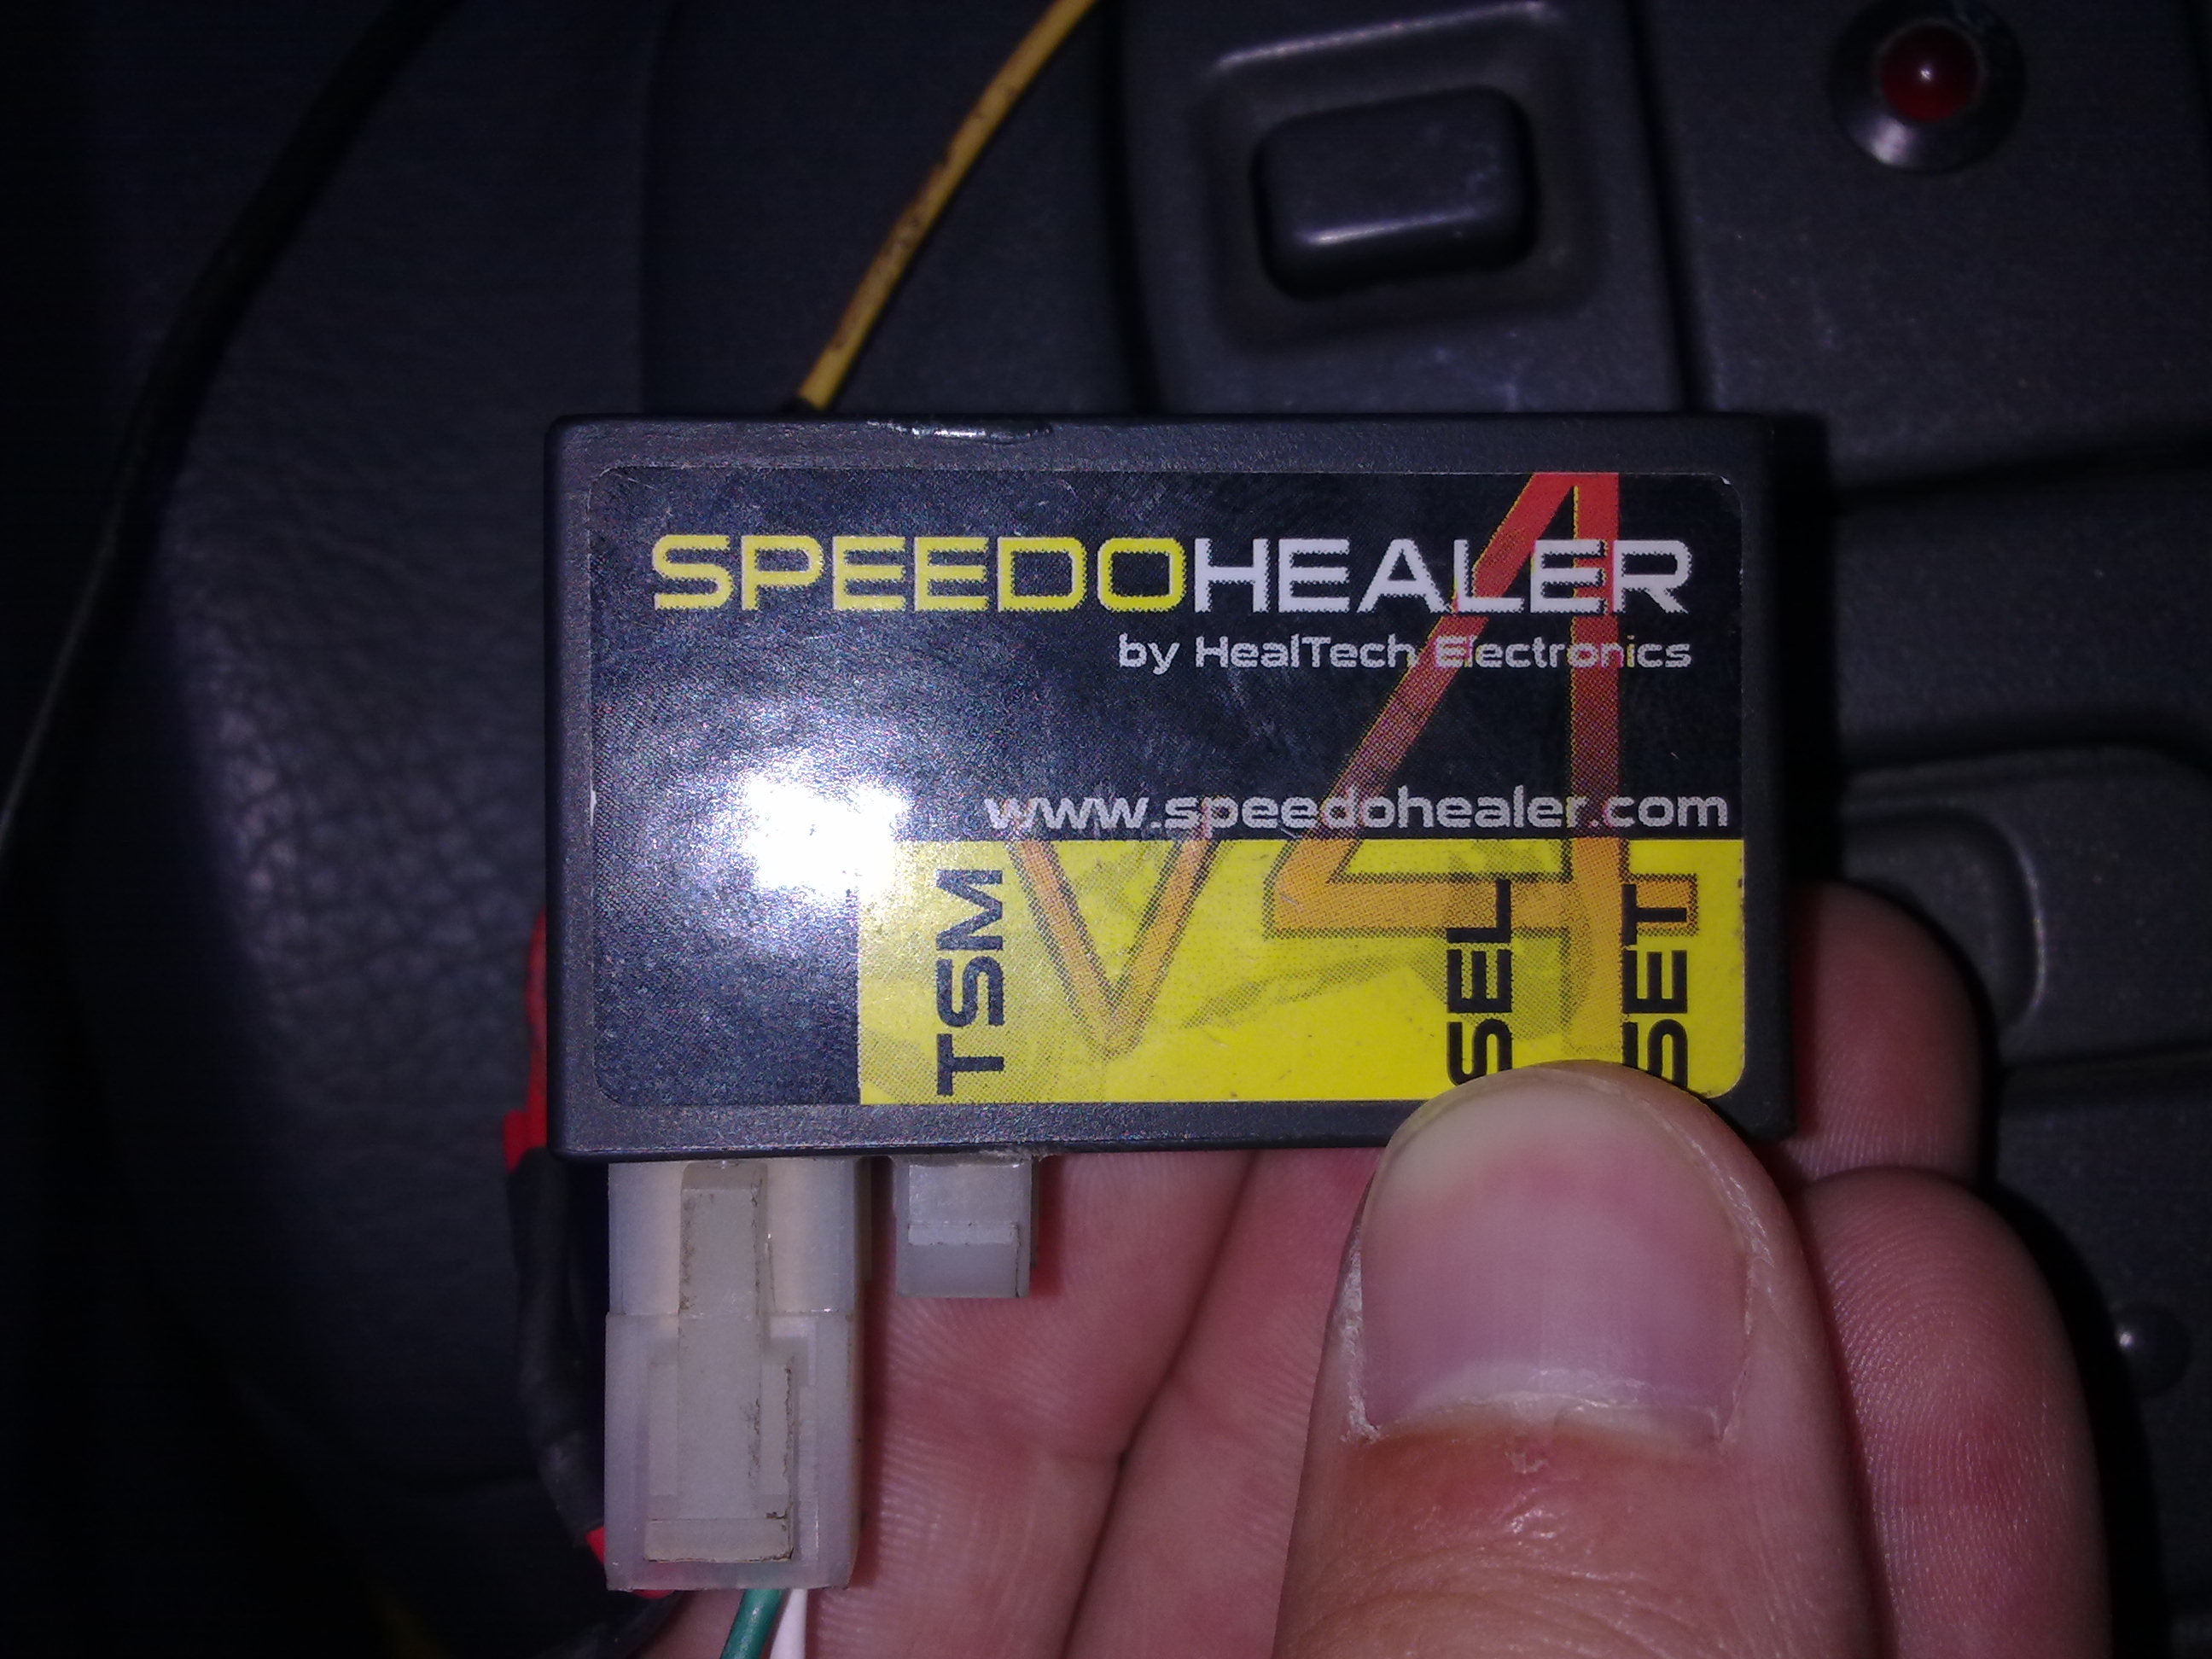 SPEEDOHEALER
by HealTech Electronics
www.speedohealer.com
V4
TSM
SEL
SET